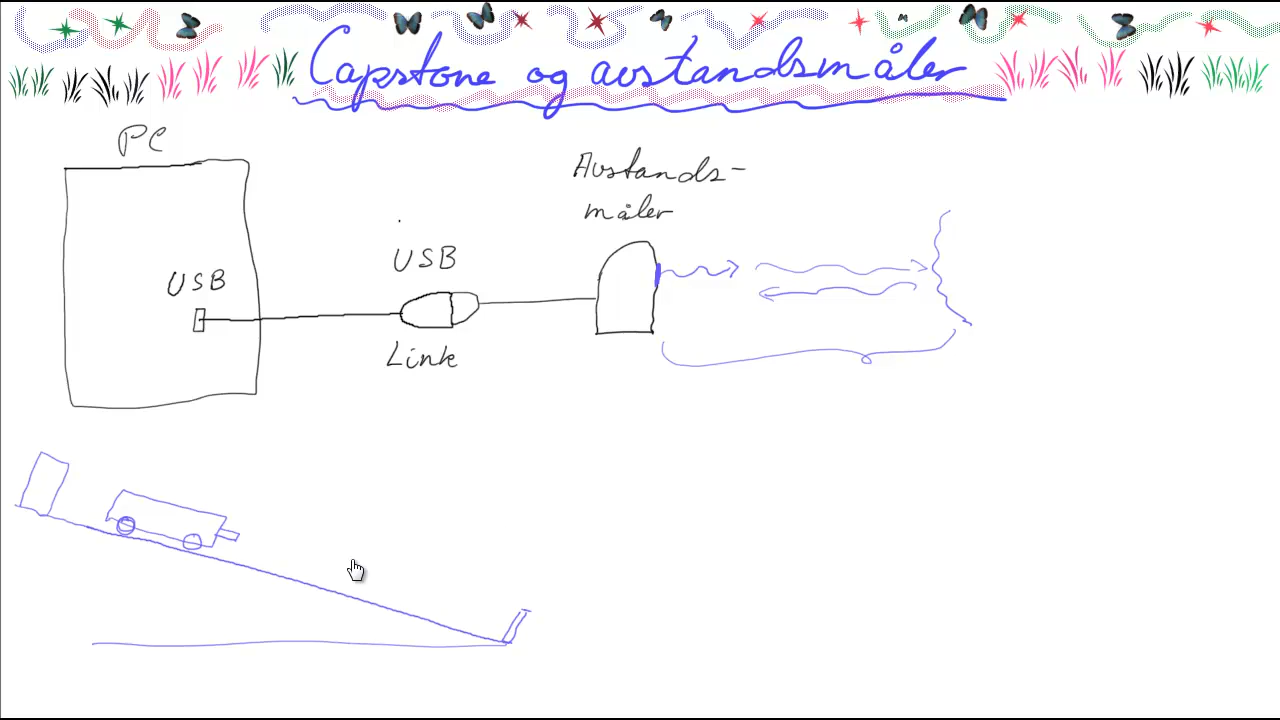 Capstone og avstandsmåler
PC
Avstands-
måler
USB
USB
Link